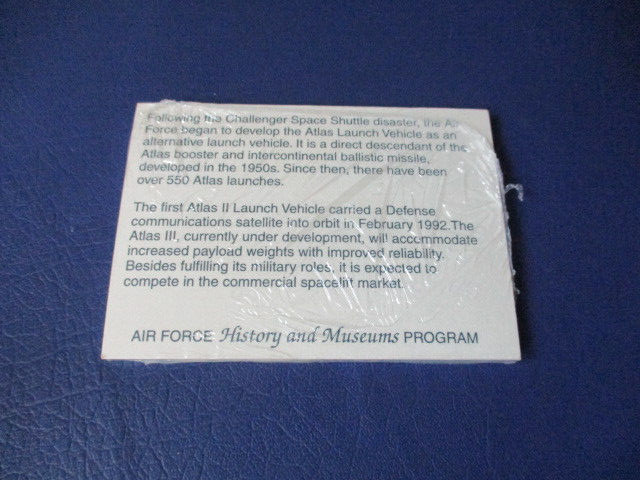 Following the Challenger Space Shuttle disaster, the Air
Force began to develop the Atlas Launch Vehicle as an
alternative launch vehicle. It is a direct descendant of the
Atlas booster and intercontinental ballistic missile,
developed in the 1950s. Since then, there have been
over 550 Atlas launches.
The first Atlas II Launch Vehicle carried a Defense
communications satellite into orbit in February 1992.The
Atlas III, currently under development, will accommodate
increased payload weights with improved reliability.
Besides fulfilling its military roles, it is expected to
compete in the commercial spacelift market.
AIR FORCE History and Museums PROGRAM